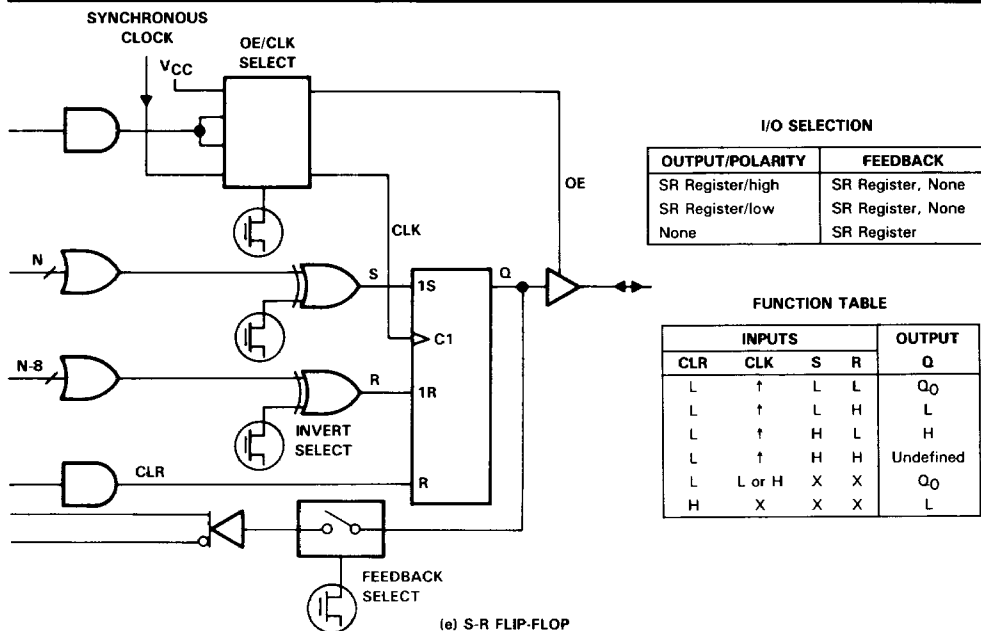 SYNCHRONOUS
CLOCK
OE/CLK
SELECT
VCC
OE
CLK
N
S
1S
Q
C1
N-8
R
1R
INVERT
SELECT
CLR
R
FEEDBACK
SELECT
I/O SELECTION
OUTPUT/POLARITY FEEDBACK
SR Register/high SR Register, None
SR Register/low SR Register, None
None SR Register
FUNCTION TABLE
INPUTS OUTPUT
CLR CLK S R Q
L ↑ L L Q0
L ↑ L H L
L ↑ H L H
L ↑ H H Undefined
L L or H X X Q0
H X X X L
(e) S-R FLIP-FLOP